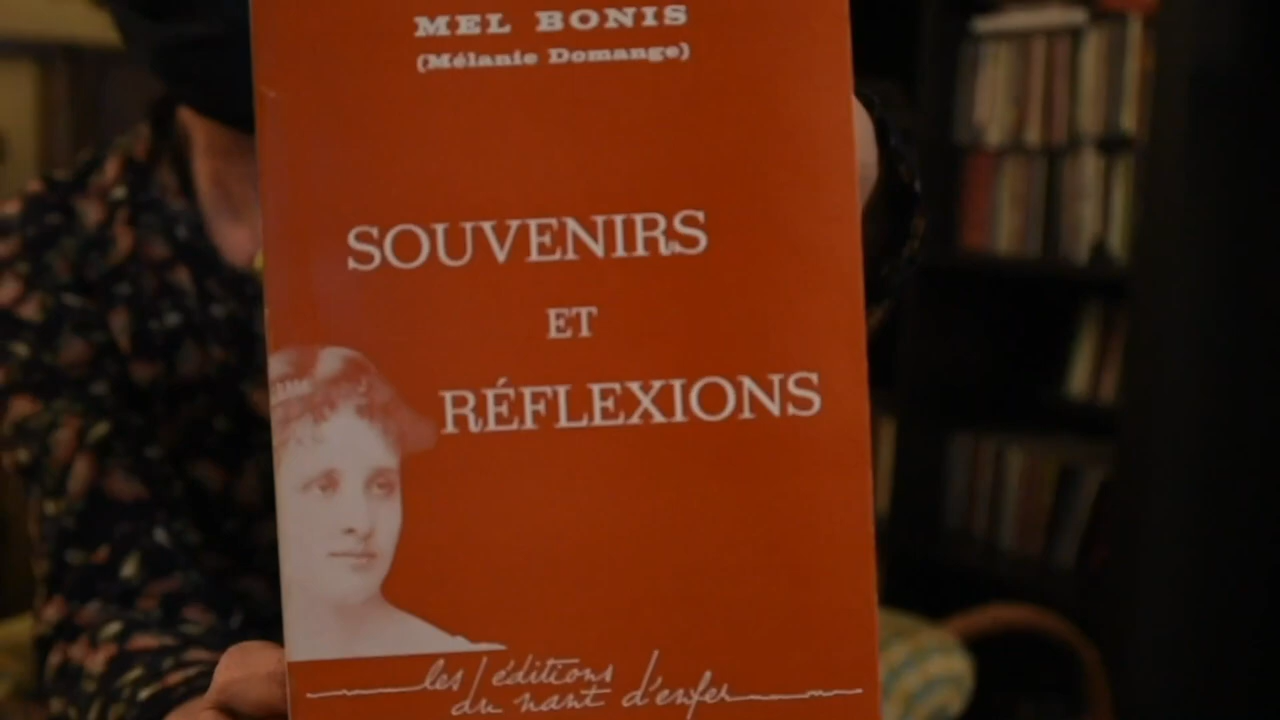 MEL BONIS
(Mélanie Domange)
SOUVENIRS
ET
RÉFLEXIONS
les éditions
du nant d'enfer